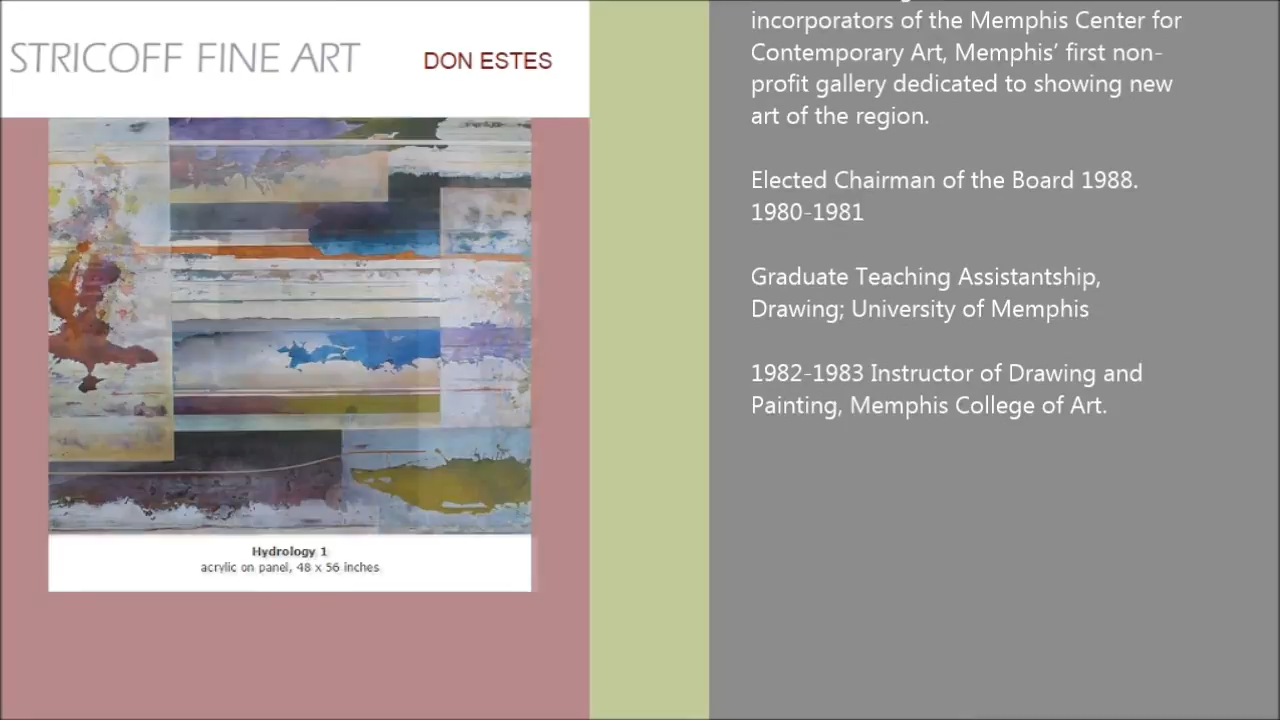 STRICOFF FINE ART
DON ESTES
Hydrology 1
acrylic on panel, 48 x 56 inches
incorporators of the Memphis Center for
Contemporary Art, Memphis’ first non-
profit gallery dedicated to showing new
art of the region.
Elected Chairman of the Board 1988.
1980-1981
Graduate Teaching Assistantship,
Drawing; University of Memphis
1982-1983 Instructor of Drawing and
Painting, Memphis College of Art.